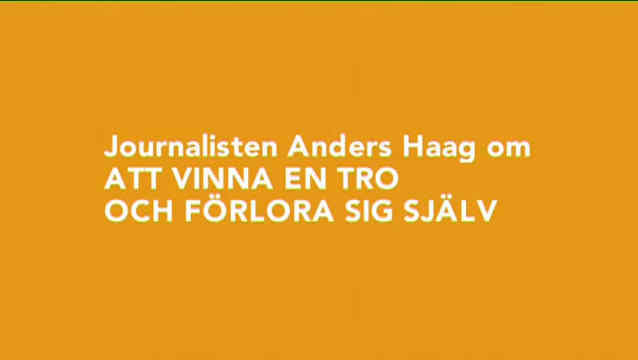 Journalisten Anders Haag om
ATT VINNA EN TRO
OCH FÖRLORA SIG SJÄLV